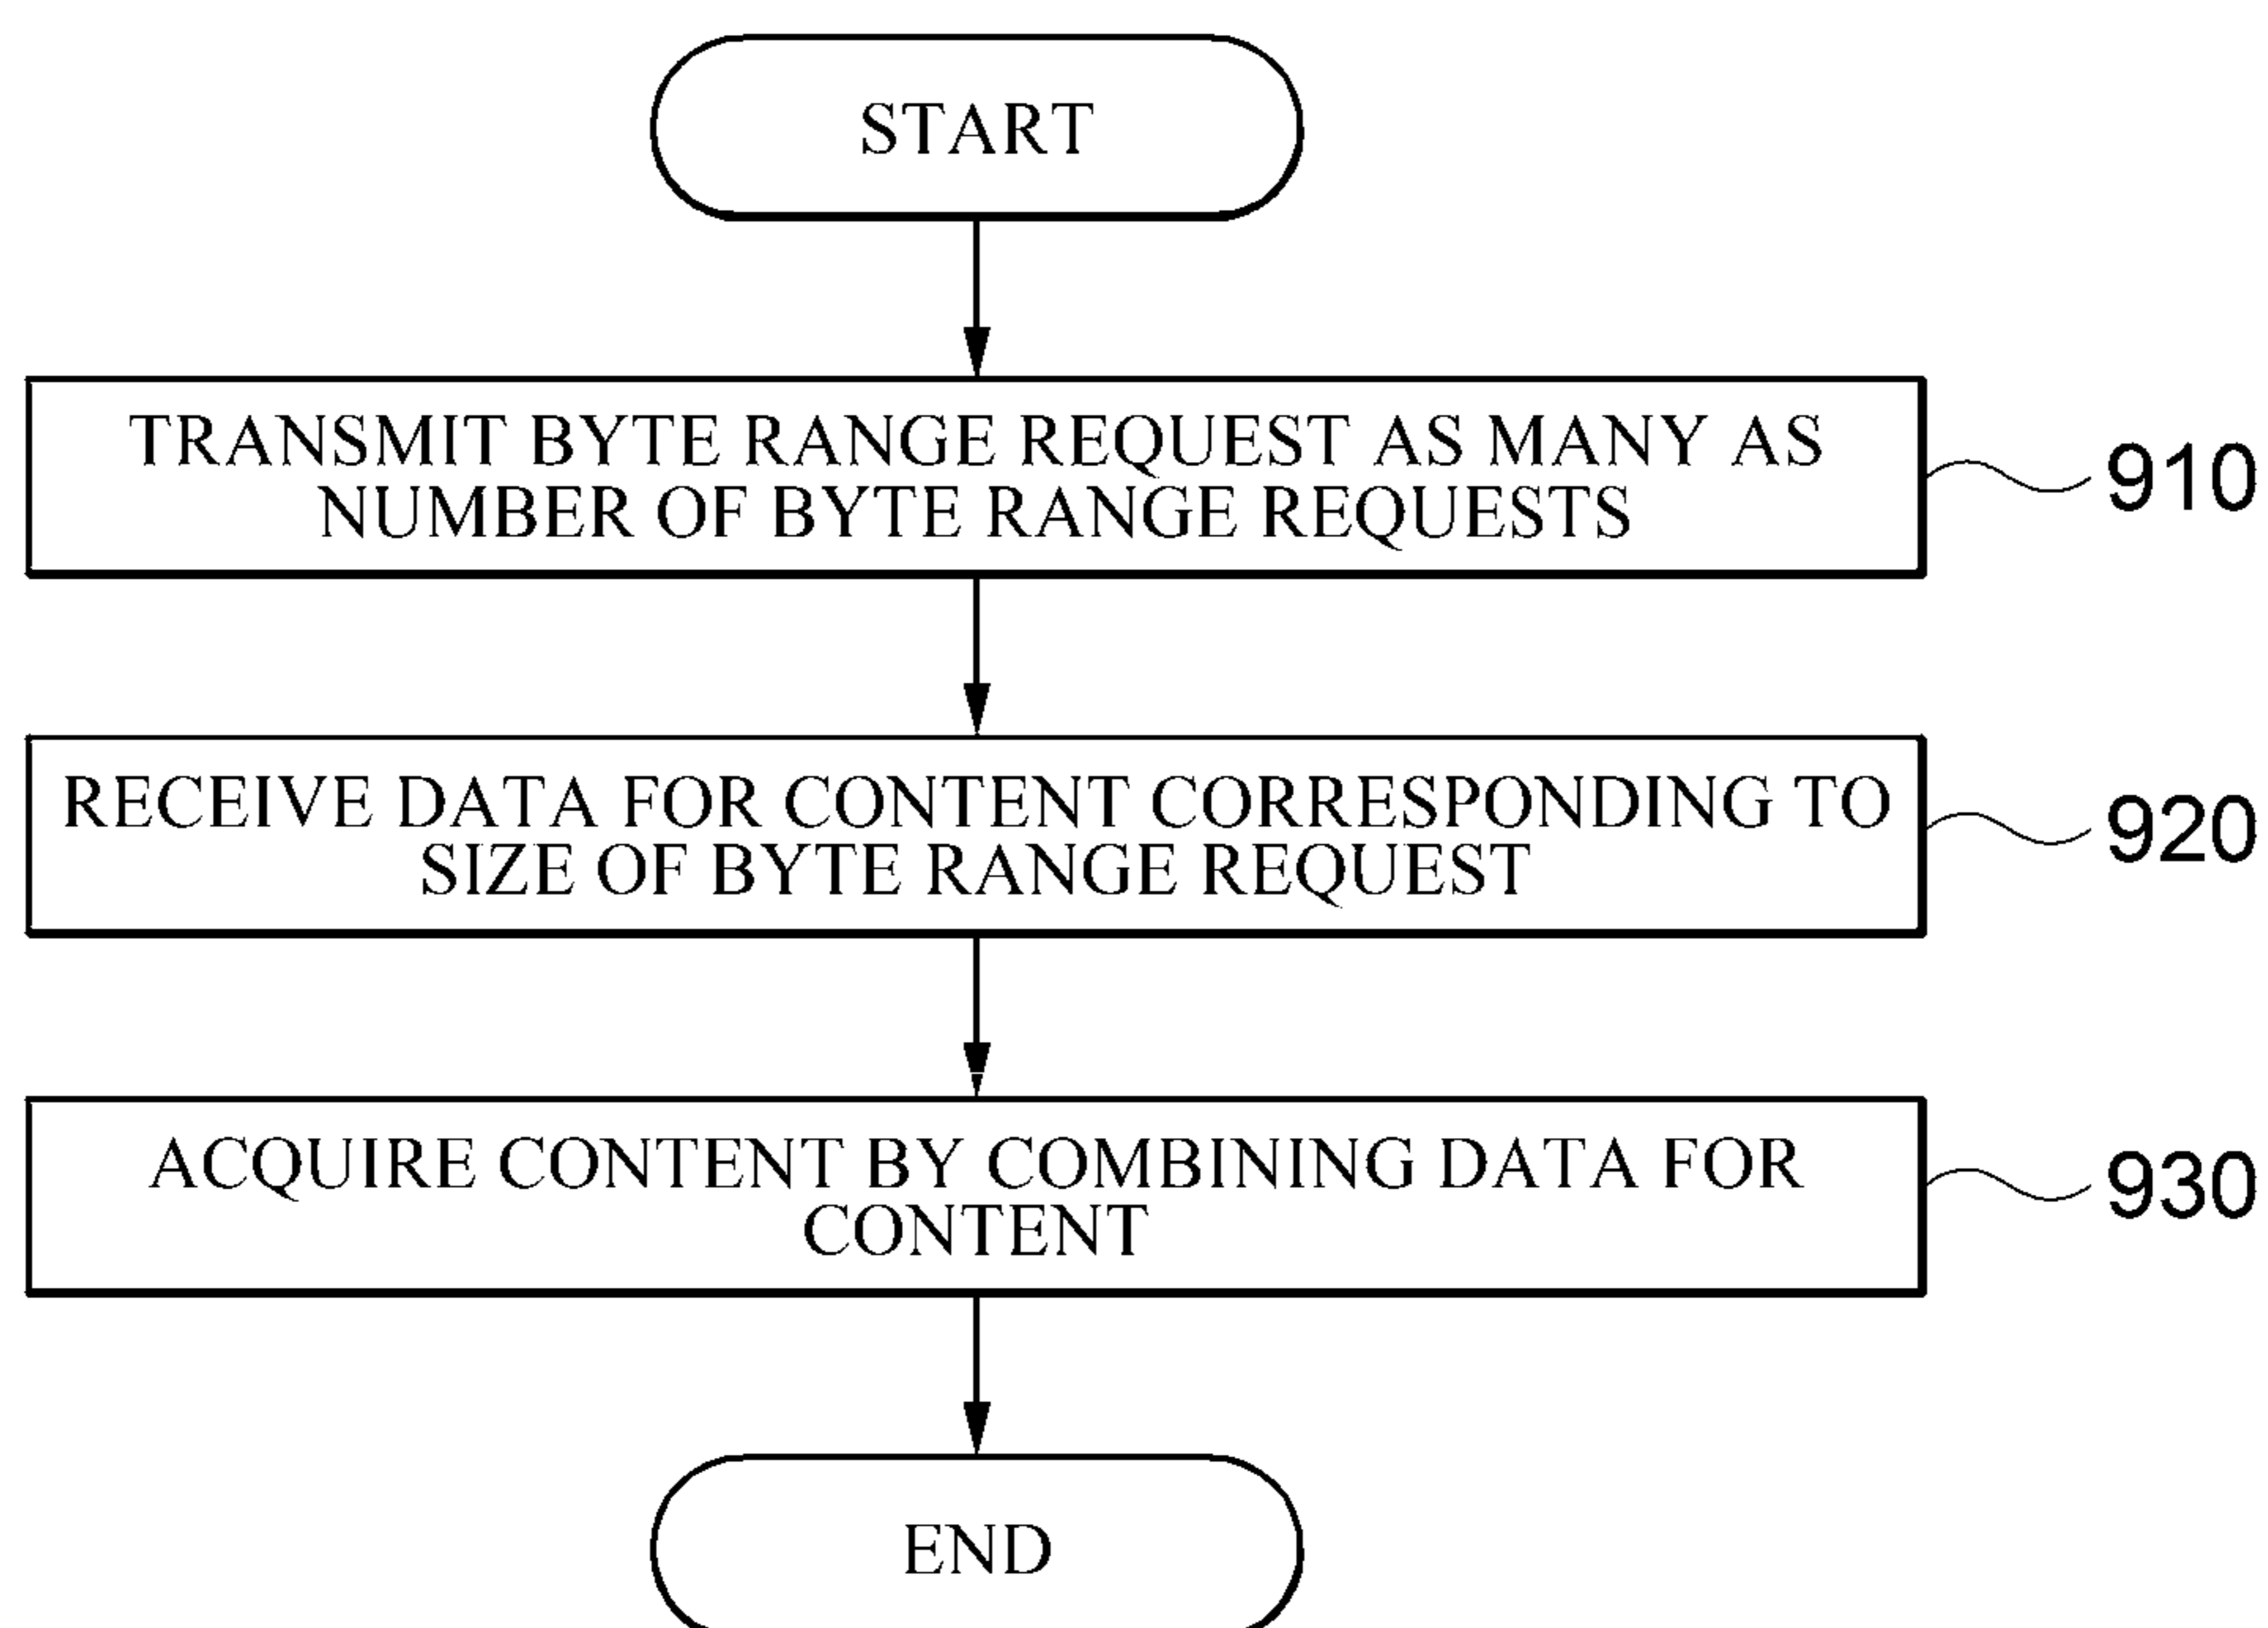 START
TRANSMIT BYTE RANGE REQUEST AS MANY AS
NUMBER OF BYTE RANGE REQUESTS
910
RECEIVE DATA FOR CONTENT CORRESPONDING TO
SIZE OF BYTE RANGE REQUEST
920
ACQUIRE CONTENT BY COMBINING DATA FOR
CONTENT
930
END